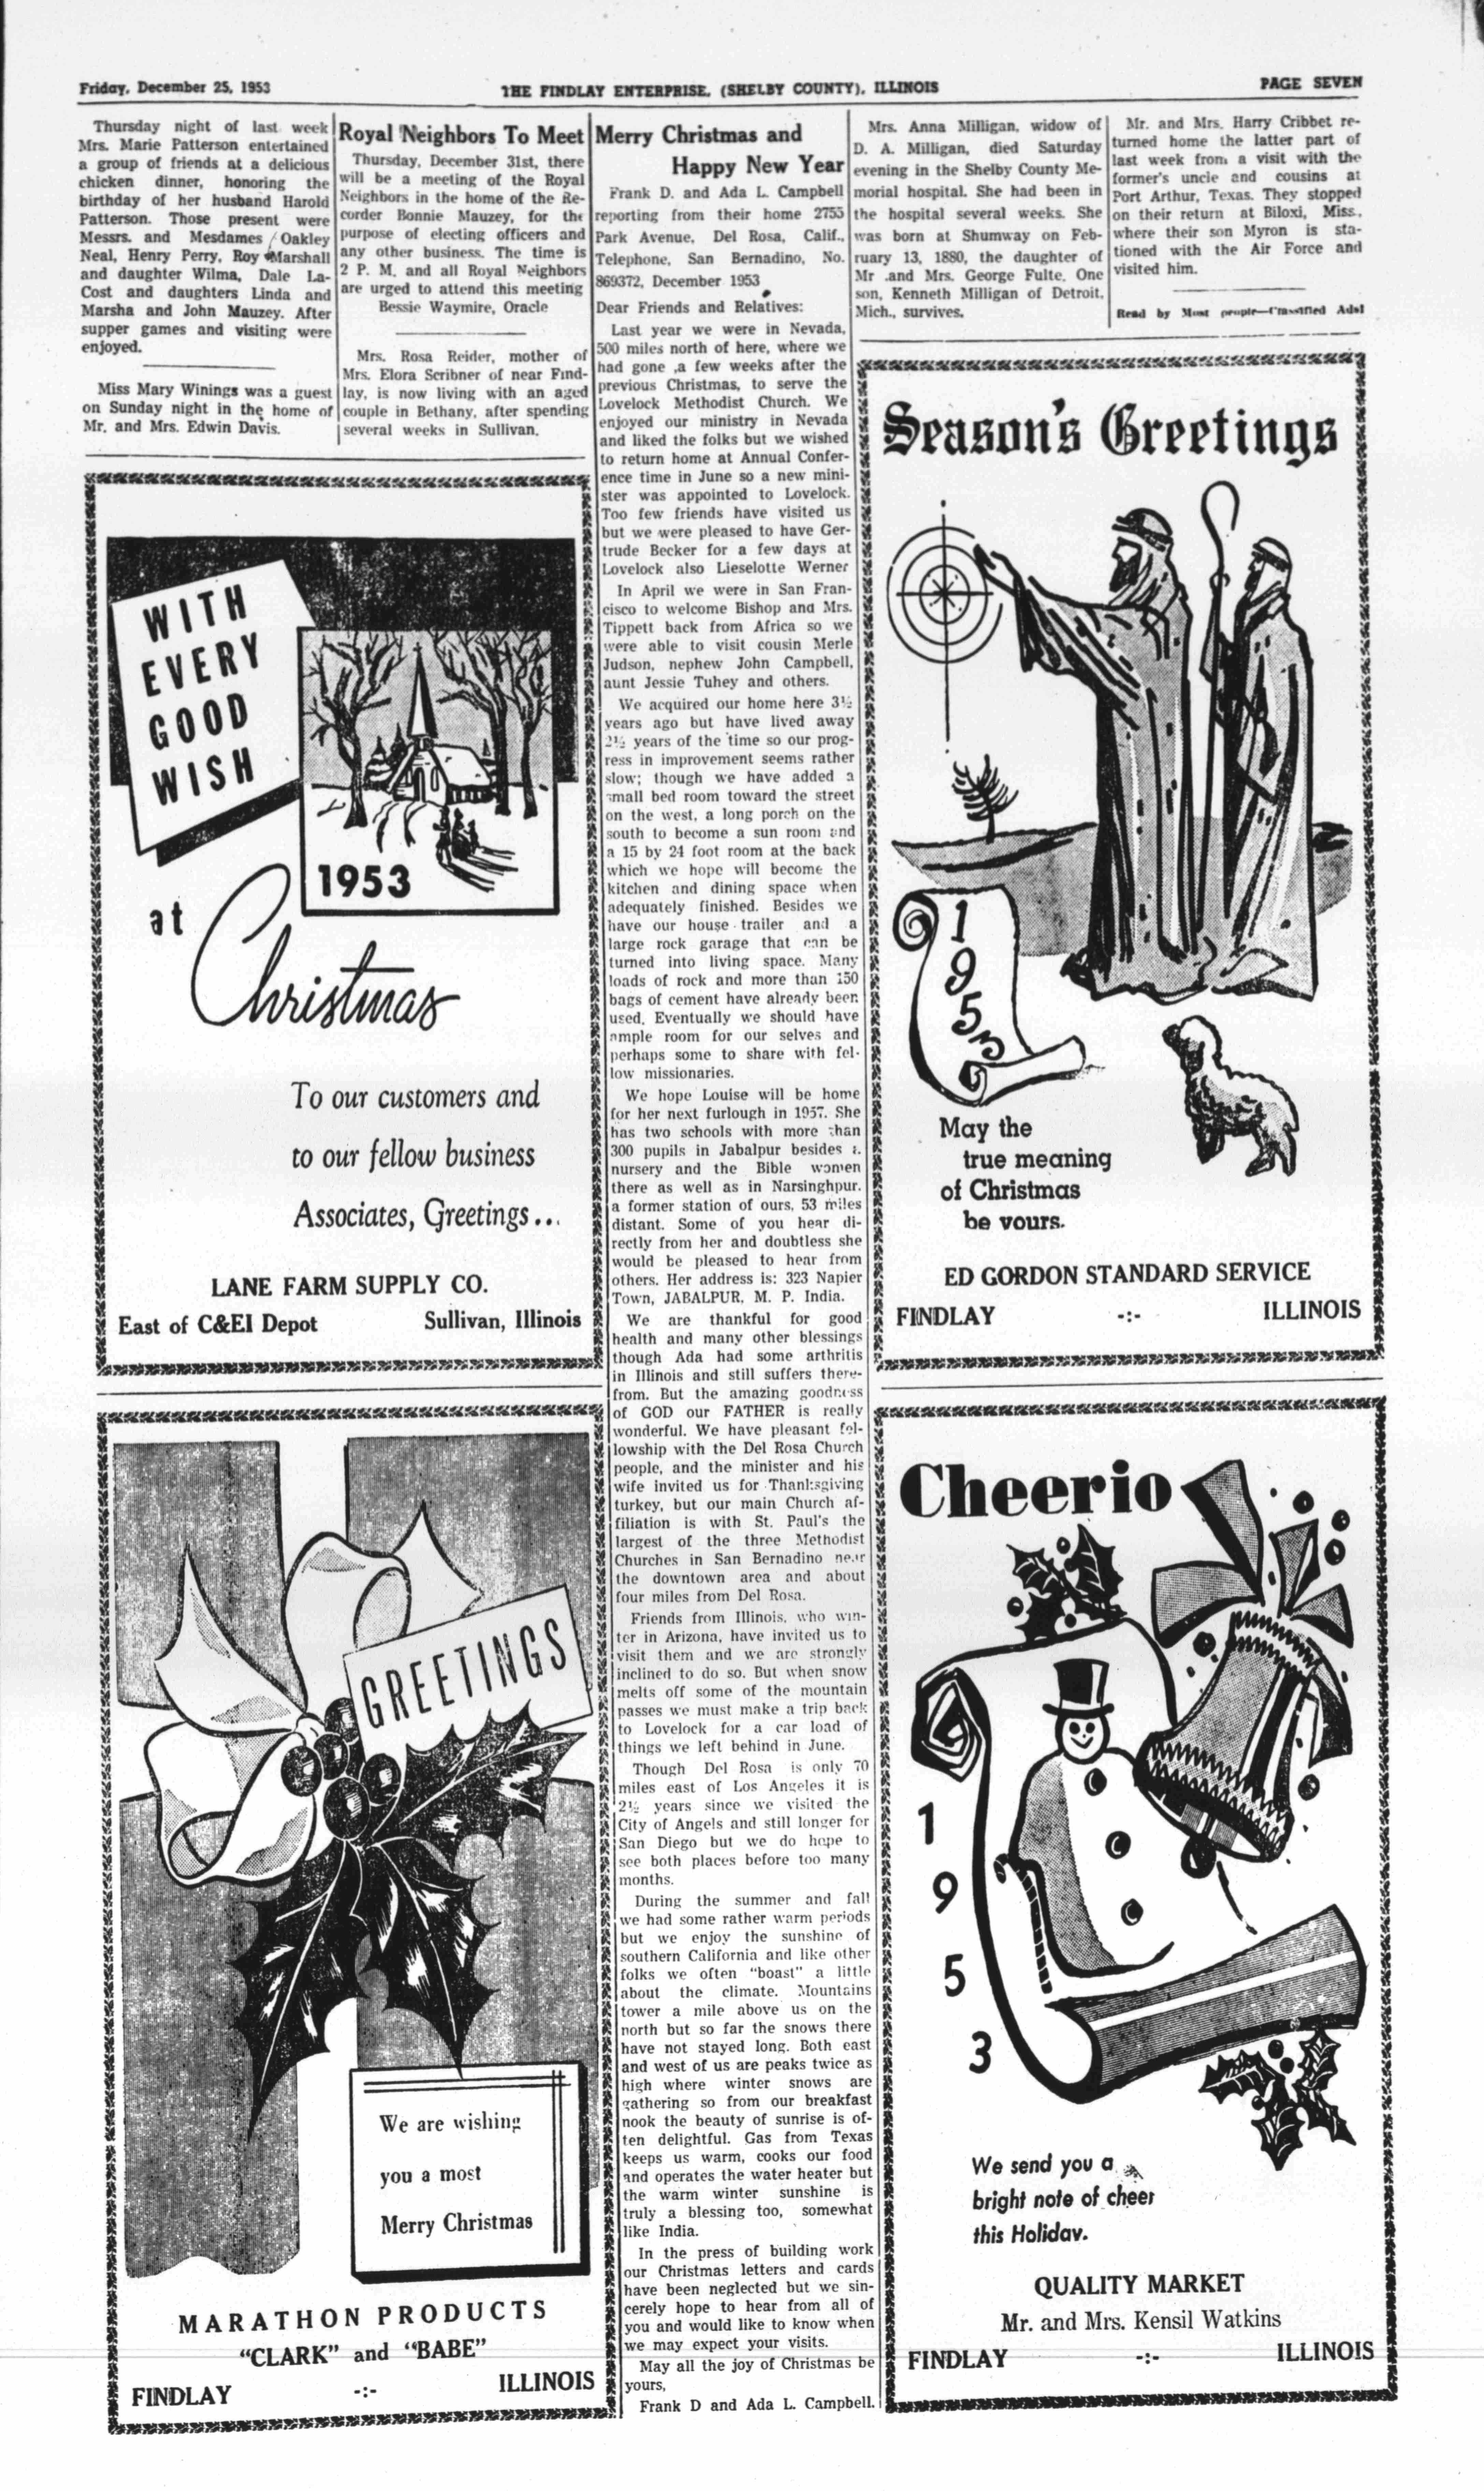 Friday, December 25, 1953
THE FINDLAY ENTERPRISE, (SHELBY COUNTY), ILLINOIS
PAGE SEVEN
Thursday night of last week
Mrs. Marie Patterson entertained
a group of friends at a delicious
chicken dinner, honoring the
birthday of her husband Harold
Patterson. Those present were
Messrs. and Mesdames Oakley
Neal, Henry Perry, Roy Marshall
and daughter Wilma, Dale La-
Cost and daughters Linda and
Marsha and John Mauzey. After
supper games and visiting were
enjoyed.
Miss Mary Winings was a guest
on Sunday night in the home of
Mr. and Mrs. Edwin Davis.
Royal Neighbors To Meet
Thursday, December 31st, there
will be a meeting of the Royal
Neighbors in the home of the Re-
corder Bonnie Mauzey, for the
purpose of electing officers and
any other business. The time is
2 P. M. and all Royal Neighbors
are urged to attend this meeting
Bessie Waymire, Oracle
Mrs. Rosa Reider, mother of
Mrs. Elora Scribner of near Find-
lay, is now living with an aged
couple in Bethany, after spending
several weeks in Sullivan.
WITH
EVERY
GOOD
WISH
1953
at
Christmas
To our customers and
to our fellow business
Associates, Greetings...
LANE FARM SUPPLY CO.
East of C&EI Depot Sullivan, Illinois
GREETINGS
We are wishing
you a most
Merry Christmas
MARATHON PRODUCTS
"CLARK" and "BABE"
FINDLAY -:- ILLINOIS
Merry Christmas and
Happy New Year
Frank D. and Ada L. Campbell
reporting from their home 2755
Park Avenue, Del Rosa, Calif.,
Telephone, San Bernadino, No.
869372, December 1953
Dear Friends and Relatives:
Last year we were in Nevada,
500 miles north of here, where we
had gone ,a few weeks after the
previous Christmas, to serve the
Lovelock Methodist Church. We
enjoyed our ministry in Nevada
and liked the folks but we wished
to return home at Annual Confer-
ence time in June so a new mini-
ster was appointed to Lovelock.
Too few friends have visited us
but we were pleased to have Ger-
trude Becker for a few days at
Lovelock also Lieselotte Werner
In April we were in San Fran-
cisco to welcome Bishop and Mrs.
Tippett back from Africa so we
were able to visit cousin Merle
Judson, nephew John Campbell,
aunt Jessie Tuhey and others.
We acquired our home here 3½
years ago but have lived away
2½ years of the time so our prog-
ress in improvement seems rather
slow; though we have added a
small bed room toward the street
on the west, a long porch on the
south to become a sun room and
a 15 by 24 foot room at the back
which we hope will become the
kitchen and dining space when
adequately finished. Besides we
have our house trailer and a
large rock garage that can be
turned into living space. Many
loads of rock and more than 150
bags of cement have already been
used. Eventually we should have
ample room for our selves and
perhaps some to share with fel-
low missionaries.
We hope Louise will be home
for her next furlough in 1957. She
has two schools with more than
300 pupils in Jabalpur besides a
nursery and the Bible women
there as well as in Narsinghpur,
a former station of ours, 53 miles
distant. Some of you hear di-
rectly from her and doubtless she
would be pleased to hear from
others. Her address is: 323 Napier
Town, JABALPUR, M. P. India.
We are thankful for good
health and many other blessings
though Ada had some arthritis
in Illinois and still suffers there-
from. But the amazing goodness
of GOD our FATHER is really
wonderful. We have pleasant fel-
lowship with the Del Rosa Church
people, and the minister and his
wife invited us for Thanksgiving
turkey, but our main Church af-
filiation is with St. Paul's the
largest of the three Methodist
Churches in San Bernadino near
the downtown area and about
four miles from Del Rosa.
Friends from Illinois, who win-
ter in Arizona, have invited us to
visit them and we are strongly
inclined to do so. But when snow
melts off some of the mountain
passes we must make a trip back
to Lovelock for a car load of
things we left behind in June.
Though Del Rosa is only 70
miles east of Los Angeles it is
2½ years since we visited the
City of Angels and still longer for
San Diego but we do hope to
see both places before too many
months.
During the summer and fall
we had some rather warm periods
but we enjoy the sunshine of
southern California and like other
folks we often "boast" a little
about the climate. Mountains
tower a mile above us on the
north but so far the snows there
have not stayed long. Both east
and west of us are peaks twice as
high where winter snows are
gathering so from our breakfast
nook the beauty of sunrise is of-
ten delightful. Gas from Texas
keeps us warm, cooks our food
and operates the water heater but
the warm winter sunshine is
truly a blessing too, somewhat
like India.
In the press of building work
our Christmas letters and cards
have been neglected but we sin-
cerely hope to hear from all of
you and would like to know when
we may expect your visits.
May all the joy of Christmas be
yours,
Frank D and Ada L. Campbell.
Mrs. Anna Milligan, widow of
D. A. Milligan, died Saturday
evening in the Shelby County Me-
morial hospital. She had been in
the hospital several weeks. She
was born at Shumway on Feb-
ruary 13, 1880, the daughter of
Mr .and Mrs. George Fulte. One
son, Kenneth Milligan of Detroit,
Mich., survives.
Mr. and Mrs. Harry Cribbet re-
turned home the latter part of
last week from a visit with the
former's uncle and cousins at
Port Arthur, Texas. They stopped
on their return at Biloxi, Miss.,
where their son Myron is sta-
tioned with the Air Force and
visited him.
Read by Most people—Classified Ads!
Season's Greetings
1953
May the
true meaning
of Christmas
be yours.
ED GORDON STANDARD SERVICE
FINDLAY -:- ILLINOIS
Cheerio
1
9
5
3
We send you a
bright note of cheer
this Holiday.
QUALITY MARKET
Mr. and Mrs. Kensil Watkins
FINDLAY -:- ILLINOIS